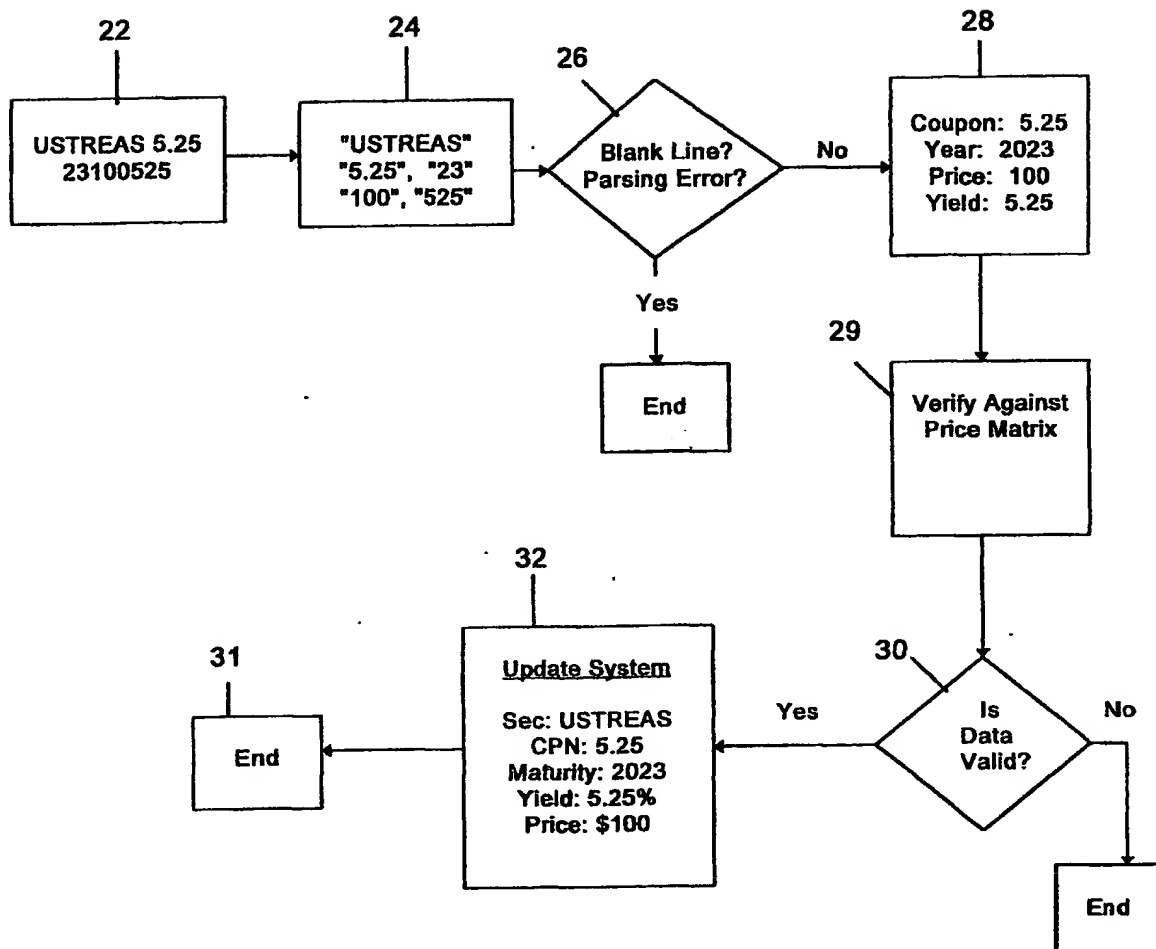 22
24
26
28
USTREAS 5.25
23100525
"USTREAS"
"5.25", "23"
"100", "525"
Blank Line?
Parsing Error?
No
Coupon: 5.25
Year: 2023
Price: 100
Yield: 5.25
Yes
End
29
Verify Against
Price Matrix
30
Is
Data
Valid?
No
End
Yes
32
Update System
Sec: USTREAS
CPN: 5.25
Maturity: 2023
Yield: 5.25%
Price: $100
31
End